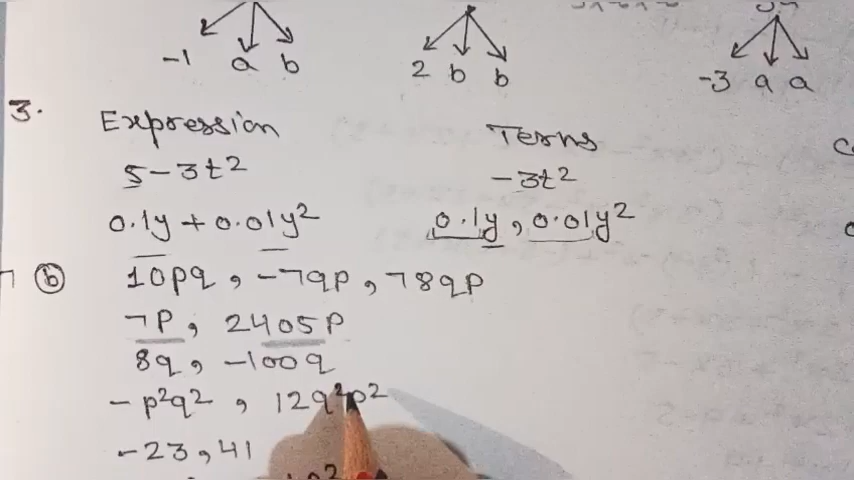 -1 a b 2 b b -3 a a
3.
Expression Terms
5-3t² -3t²
0.1y + 0.01y² 0.1y, 0.01y²
(b) 10pq, -7qp, 78qp
7P, 2405P
8q, -100q
- p²q², 12q²p²
-23, 41